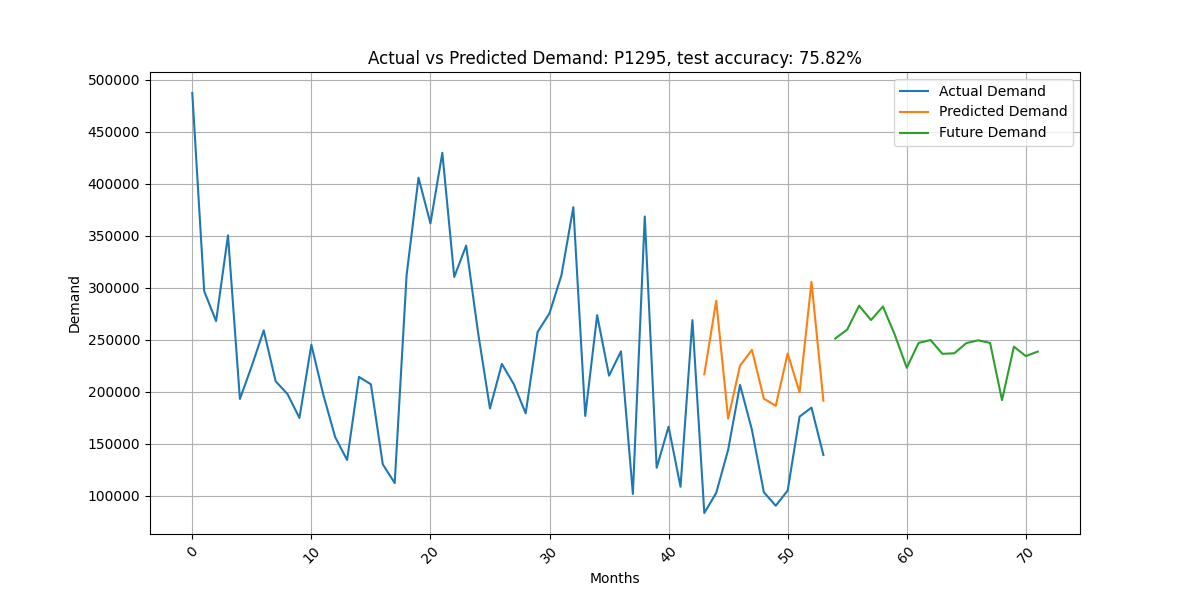 Actual vs Predicted Demand: P1295, test accuracy: 75.82%
500000
450000
400000
350000
300000
250000
200000
150000
100000
Demand
Actual Demand
Predicted Demand
Future Demand
0 10 20 30 40 50 60 70
Months